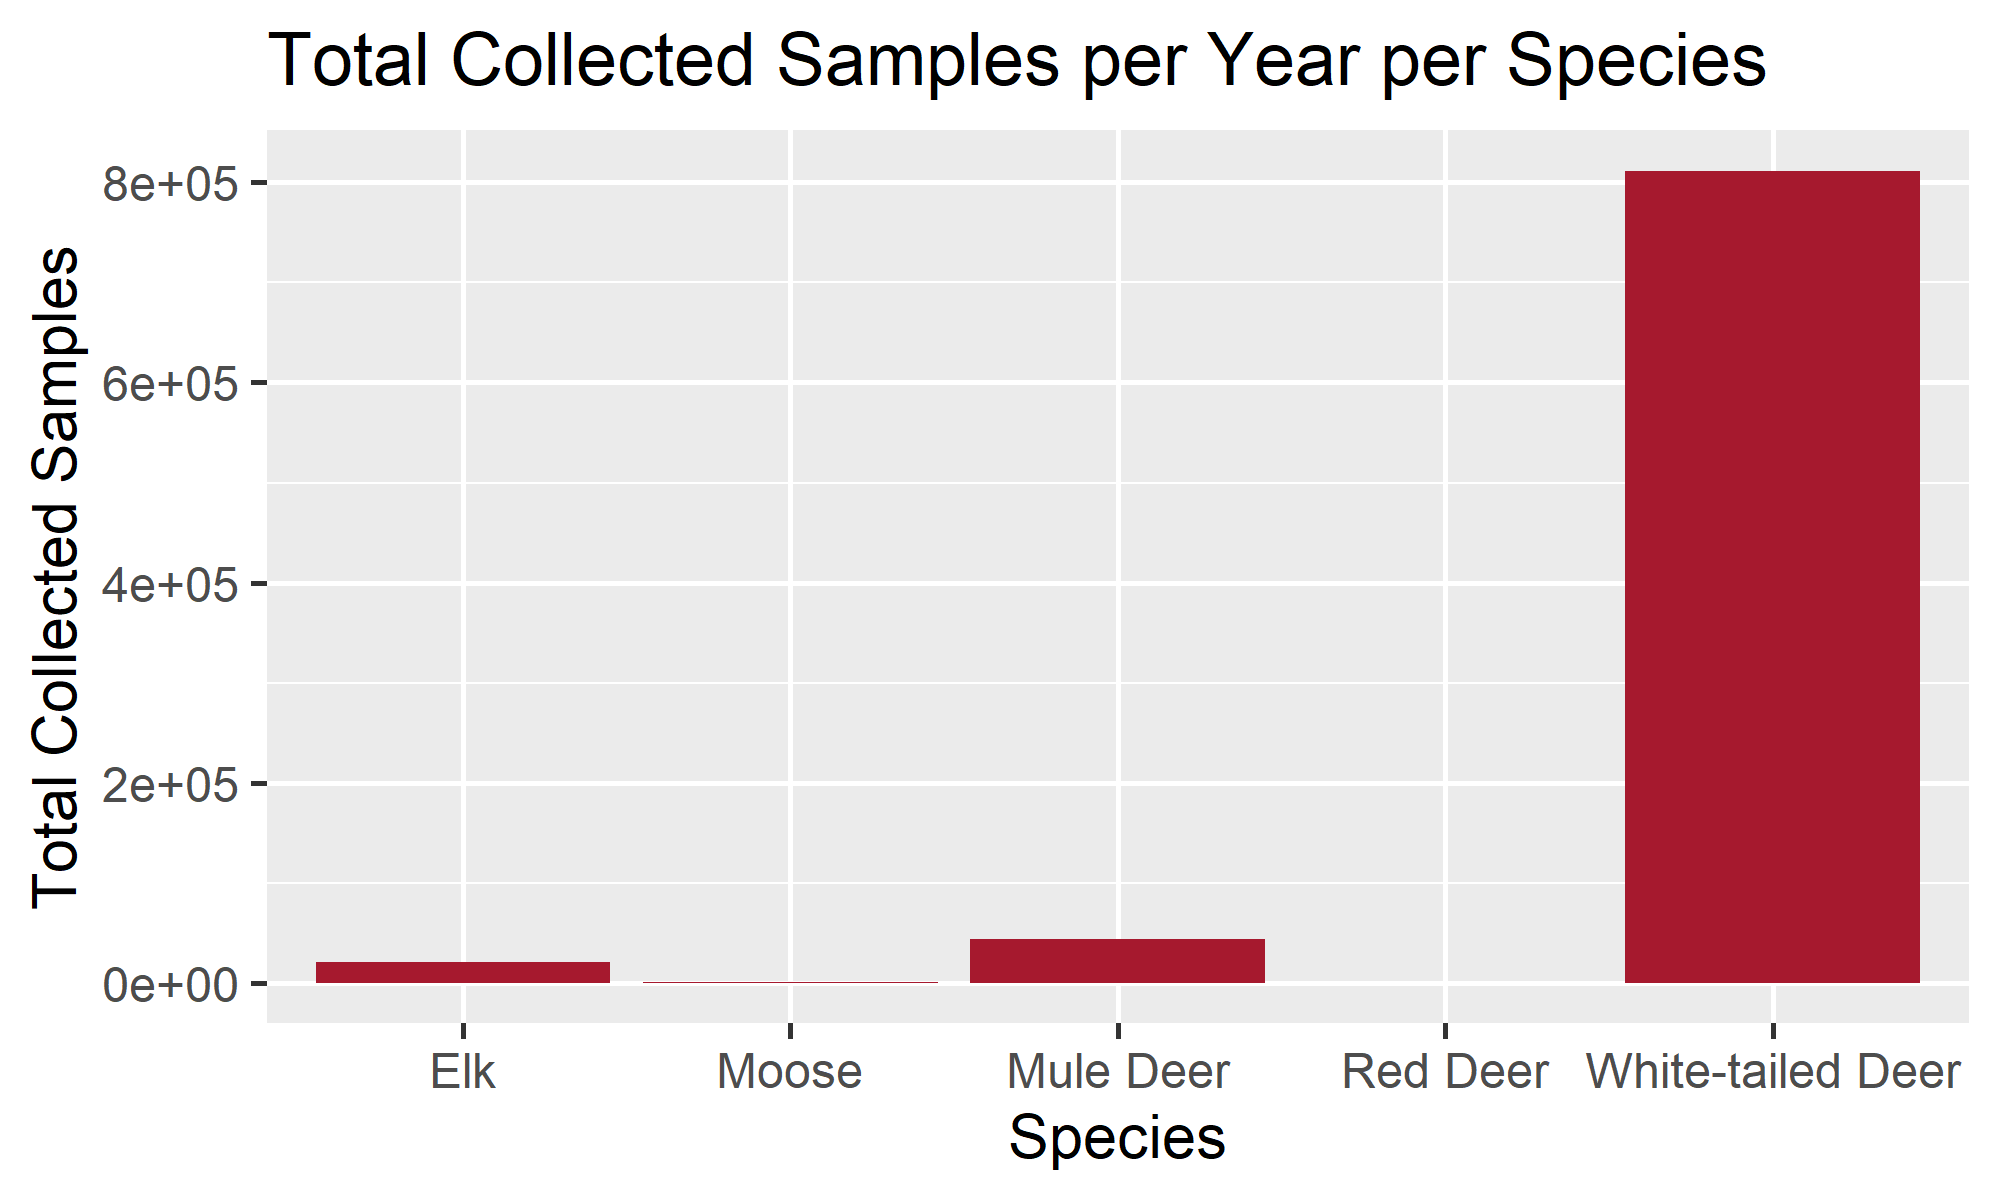 Total Collected Samples per Year per Species
Total Collected Samples
8e+05
6e+05
4e+05
2e+05
0e+00
Elk
Moose
Mule Deer
Red Deer
White-tailed Deer
Species